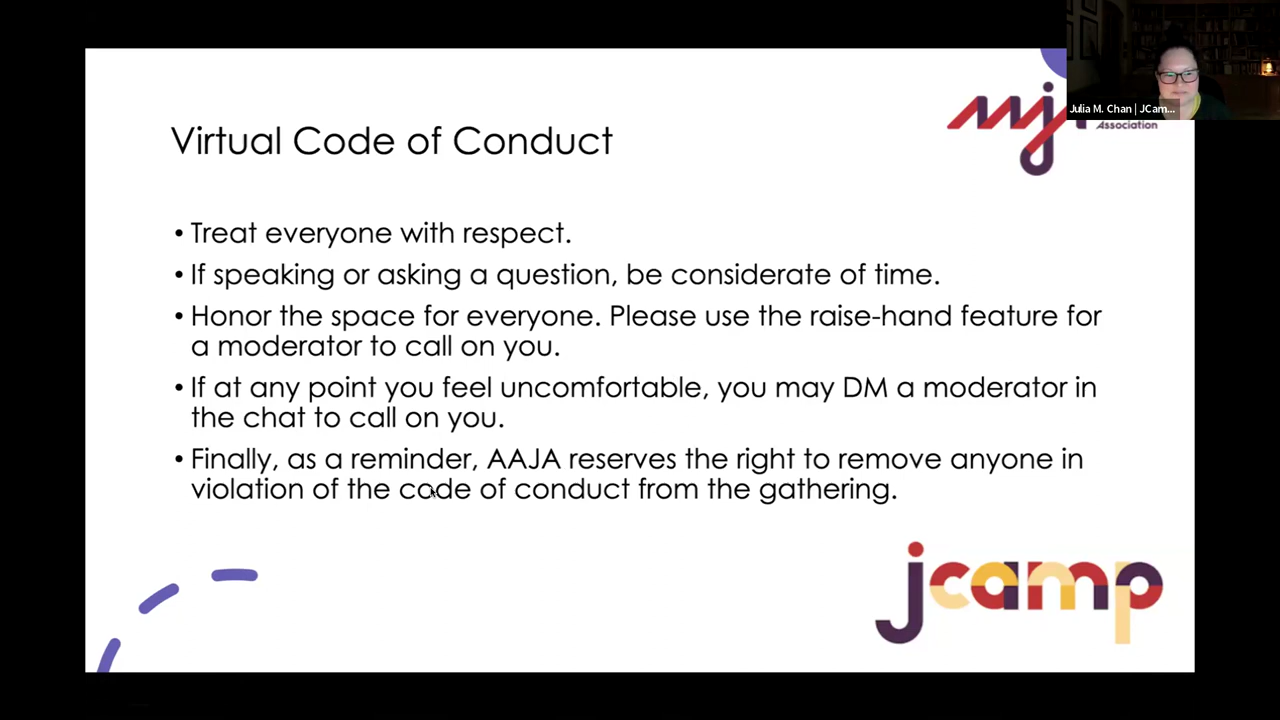 Julia M. Chan | JCam...
Association
Virtual Code of Conduct
• Treat everyone with respect.
• If speaking or asking a question, be considerate of time.
• Honor the space for everyone. Please use the raise-hand feature for
a moderator to call on you.
• If at any point you feel uncomfortable, you may DM a moderator in
the chat to call on you.
• Finally, as a reminder, AAJA reserves the right to remove anyone in
violation of the code of conduct from the gathering.
jcamp